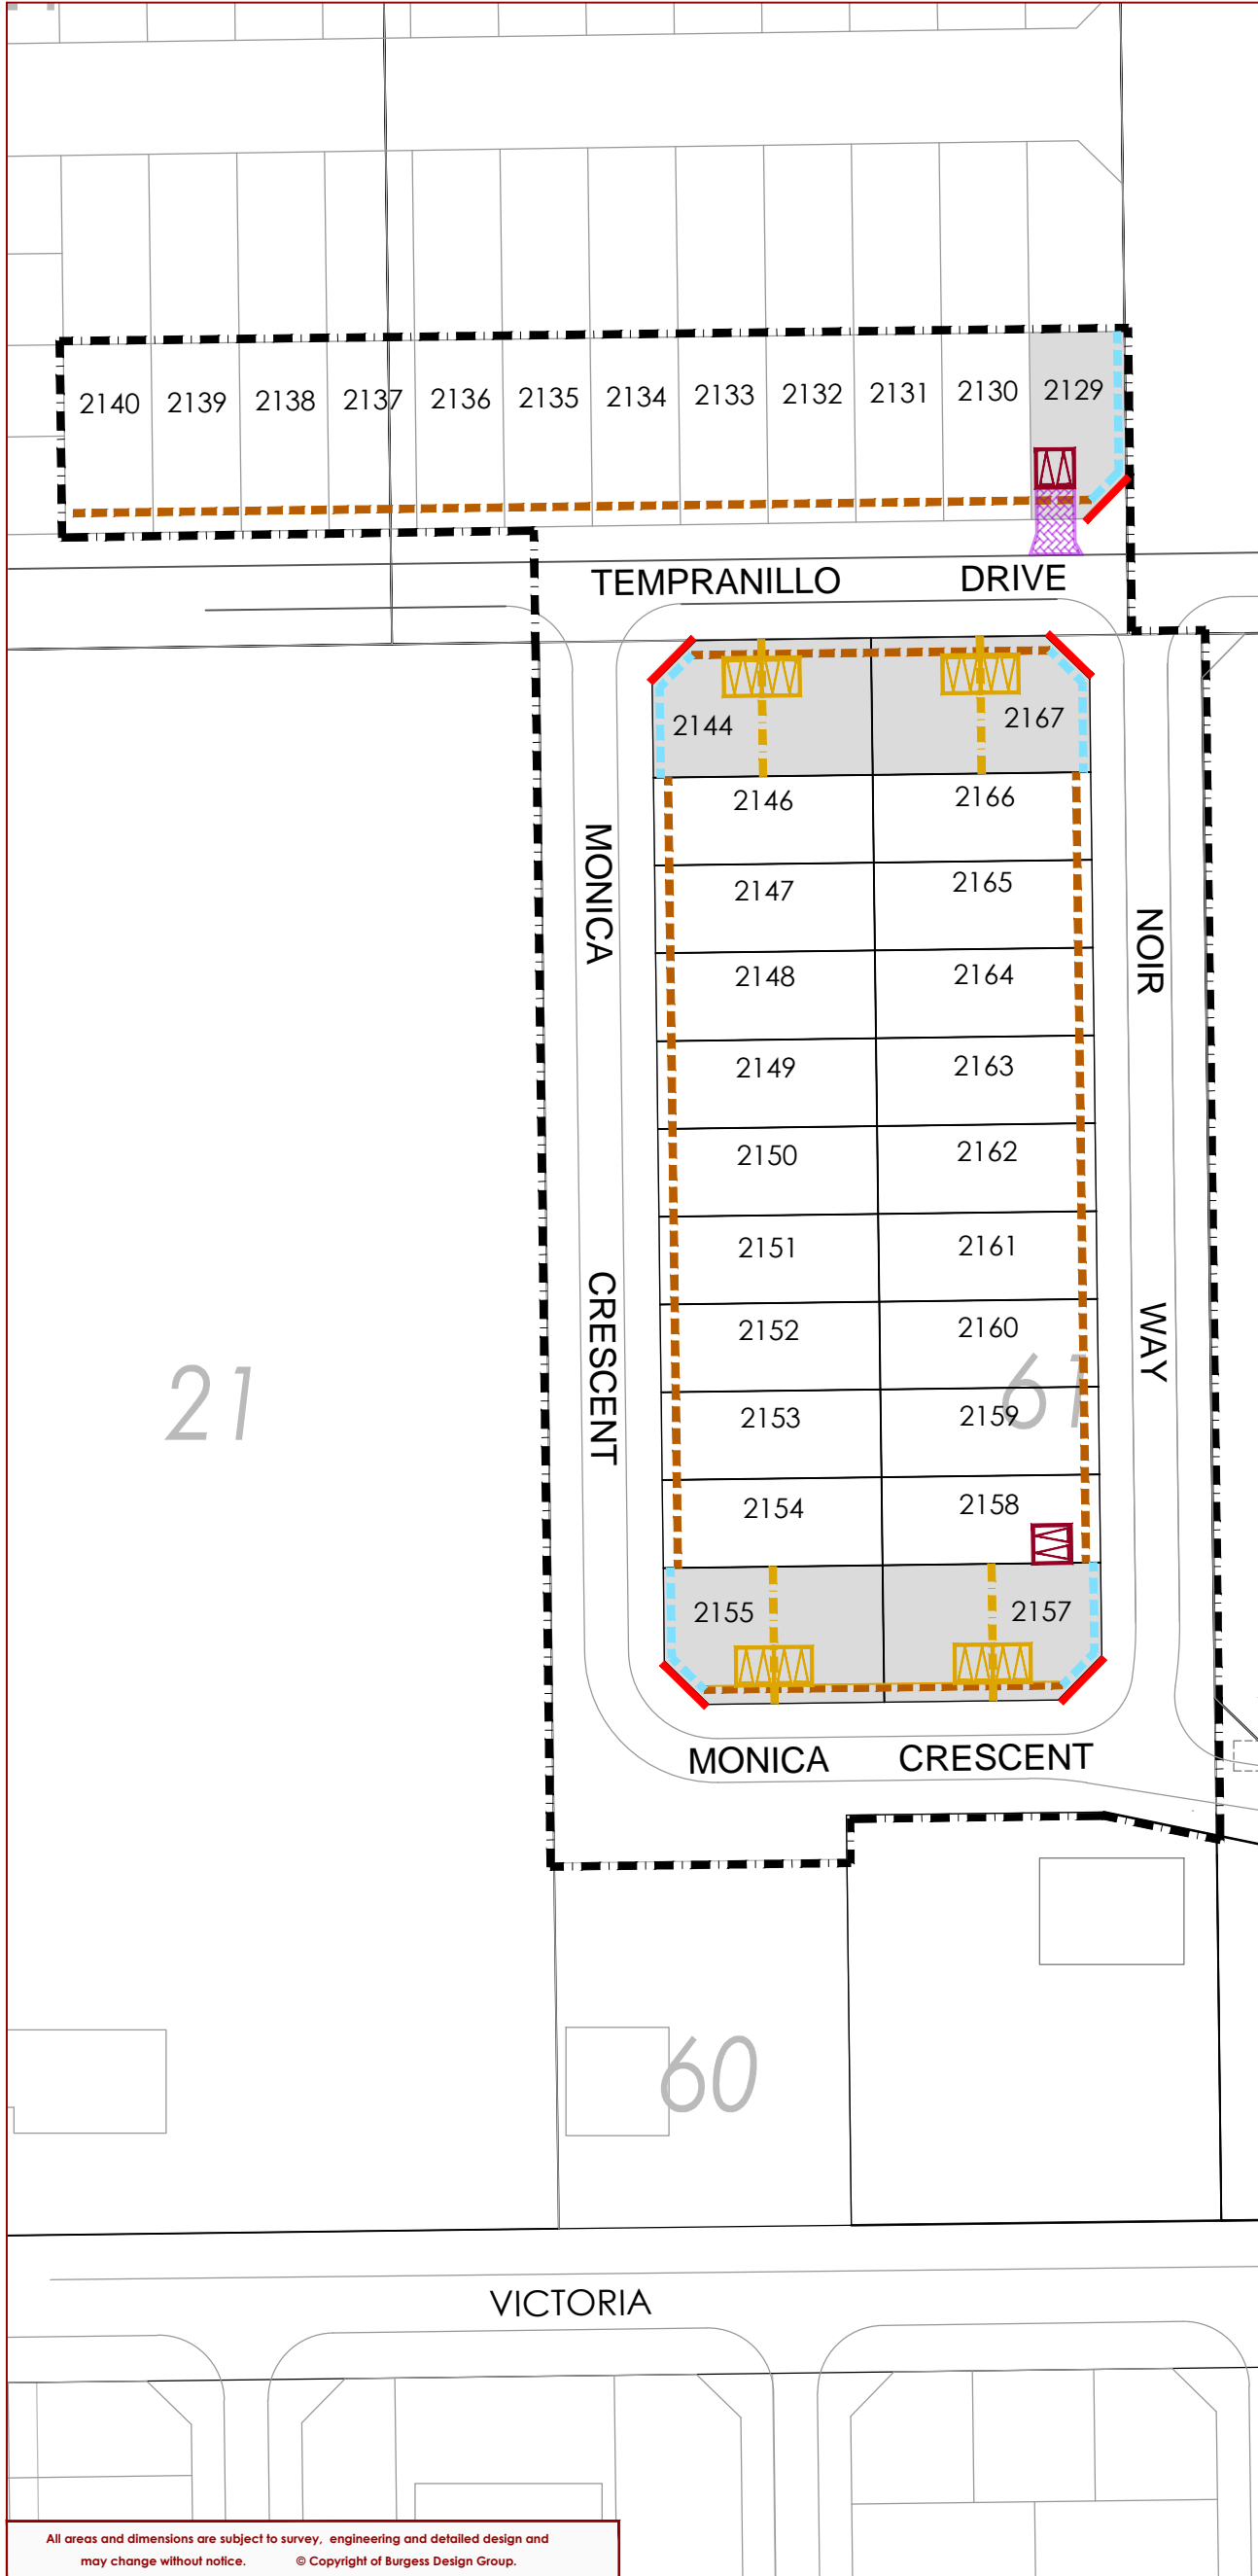 2140 2139 2138 2137 2136 2135 2134 2133 2132 2131 2130 2129
TEMPRANILLO DRIVE
2144 2167
2146 2166
2147 2165
2148 2164
2149 2163
2150 2162
2151 2161
2152 2160
2153 2159
2154 2158
2155 2157
MONICA CRESCENT
NOIR WAY
21
61
MONICA CRESCENT
60
VICTORIA
All areas and dimensions are subject to survey, engineering and detailed design and
may change without notice. © Copyright of Burgess Design Group.